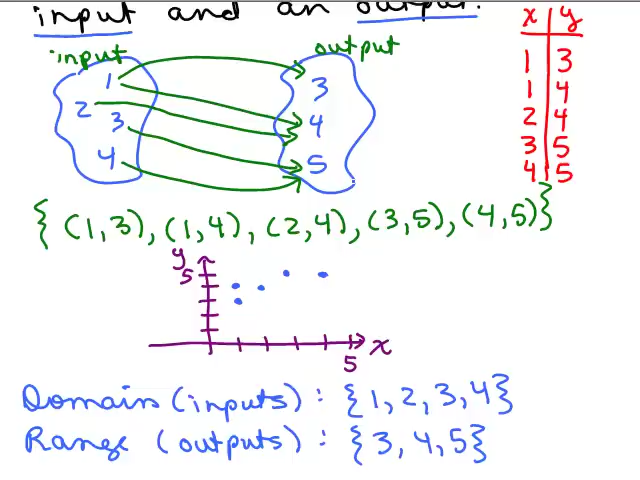 input and an output.
input output
1 3
2 4
3 5
4
x y
1 3
1 4
2 4
3 5
4 5
{(1,3), (1,4), (2,4), (3,5), (4,5)}
y
5
5 x
Domain (inputs) : {1, 2, 3, 4}
Range (outputs) : {3, 4, 5}